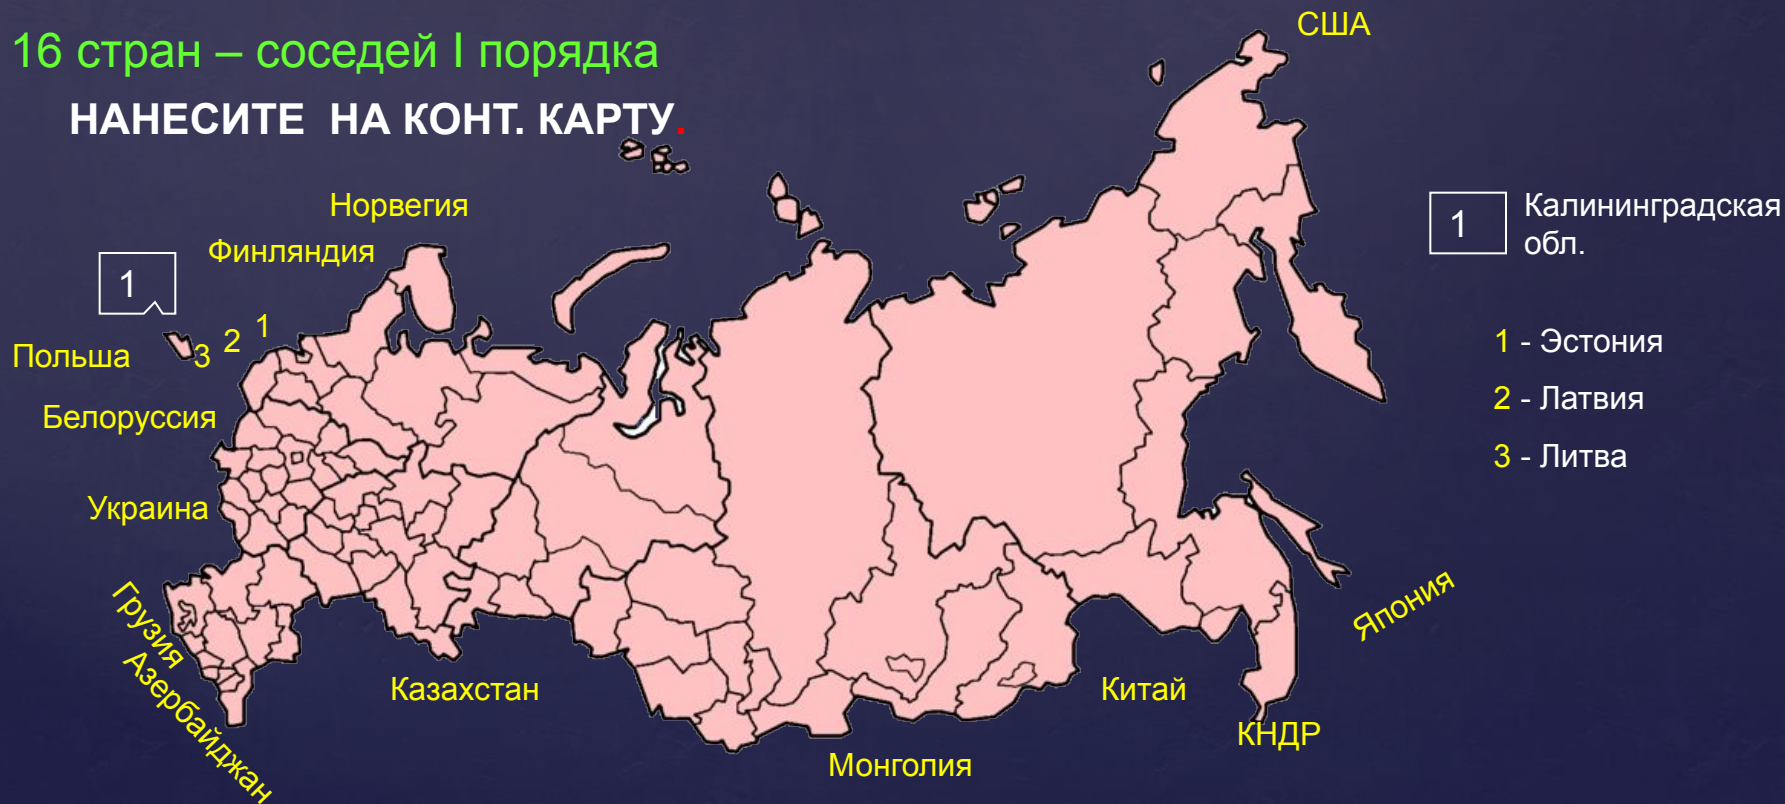 США
16 стран – соседей I порядка
НАНЕСИТЕ НА КОНТ. КАРТУ.
Норвегия
Финляндия
1
1
2
3
Польша
Белоруссия
Украина
Грузия
Азербайджан
Казахстан
Монголия
Китай
КНДР
Япония
1
Калининградская
обл.
1 - Эстония
2 - Латвия
3 - Литва